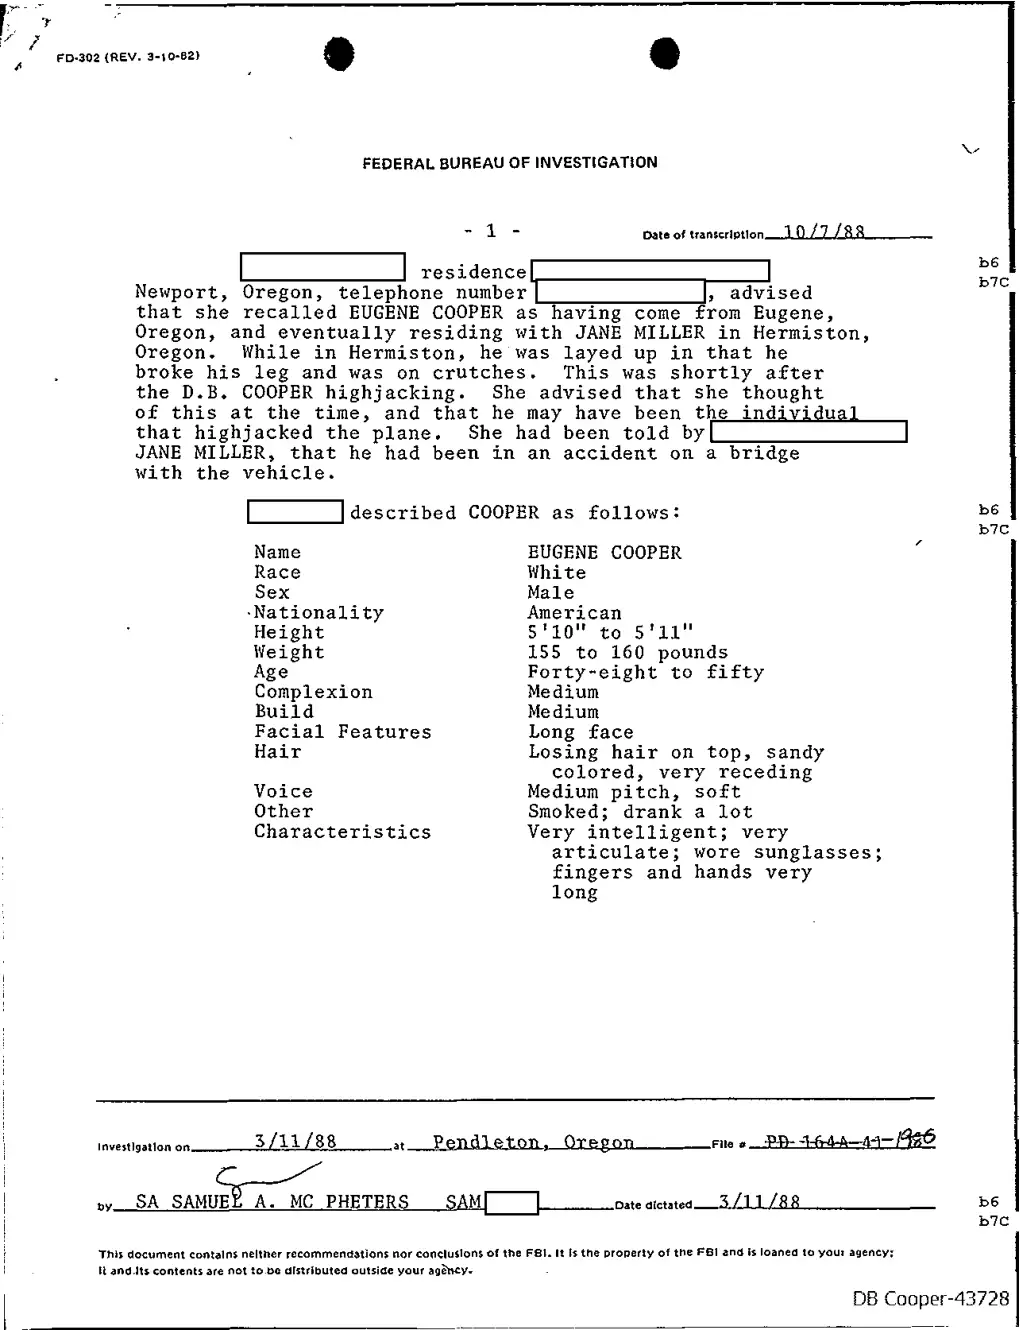 FD-302 (REV. 3-10-82)
FEDERAL BUREAU OF INVESTIGATION
- 1 -
Date of transcription 10/7/88
residence
b6
b7C
Newport, Oregon, telephone number , advised
that she recalled EUGENE COOPER as having come from Eugene,
Oregon, and eventually residing with JANE MILLER in Hermiston,
Oregon. While in Hermiston, he was layed up in that he
broke his leg and was on crutches. This was shortly after
the D.B. COOPER highjacking. She advised that she thought
of this at the time, and that he may have been the individual
that highjacked the plane. She had been told by
JANE MILLER, that he had been in an accident on a bridge
with the vehicle.
described COOPER as follows:
b6
b7C
Name EUGENE COOPER
Race White
Sex Male
Nationality American
Height 5'10" to 5'11"
Weight 155 to 160 pounds
Age Forty-eight to fifty
Complexion Medium
Build Medium
Facial Features Long face
Hair Losing hair on top, sandy
colored, very receding
Voice Medium pitch, soft
Other Smoked; drank a lot
Characteristics Very intelligent; very
articulate; wore sunglasses;
fingers and hands very
long
Investigation on 3/11/88 at Pendleton, Oregon File # PD 164A-41-
by SA SAMUEL A. MC PHETERS SAM Date dictated 3/11/88
b6
b7C
This document contains neither recommendations nor conclusions of the FBI. It is the property of the FBI and is loaned to your agency;
it and its contents are not to be distributed outside your agency.
DB Cooper-43728